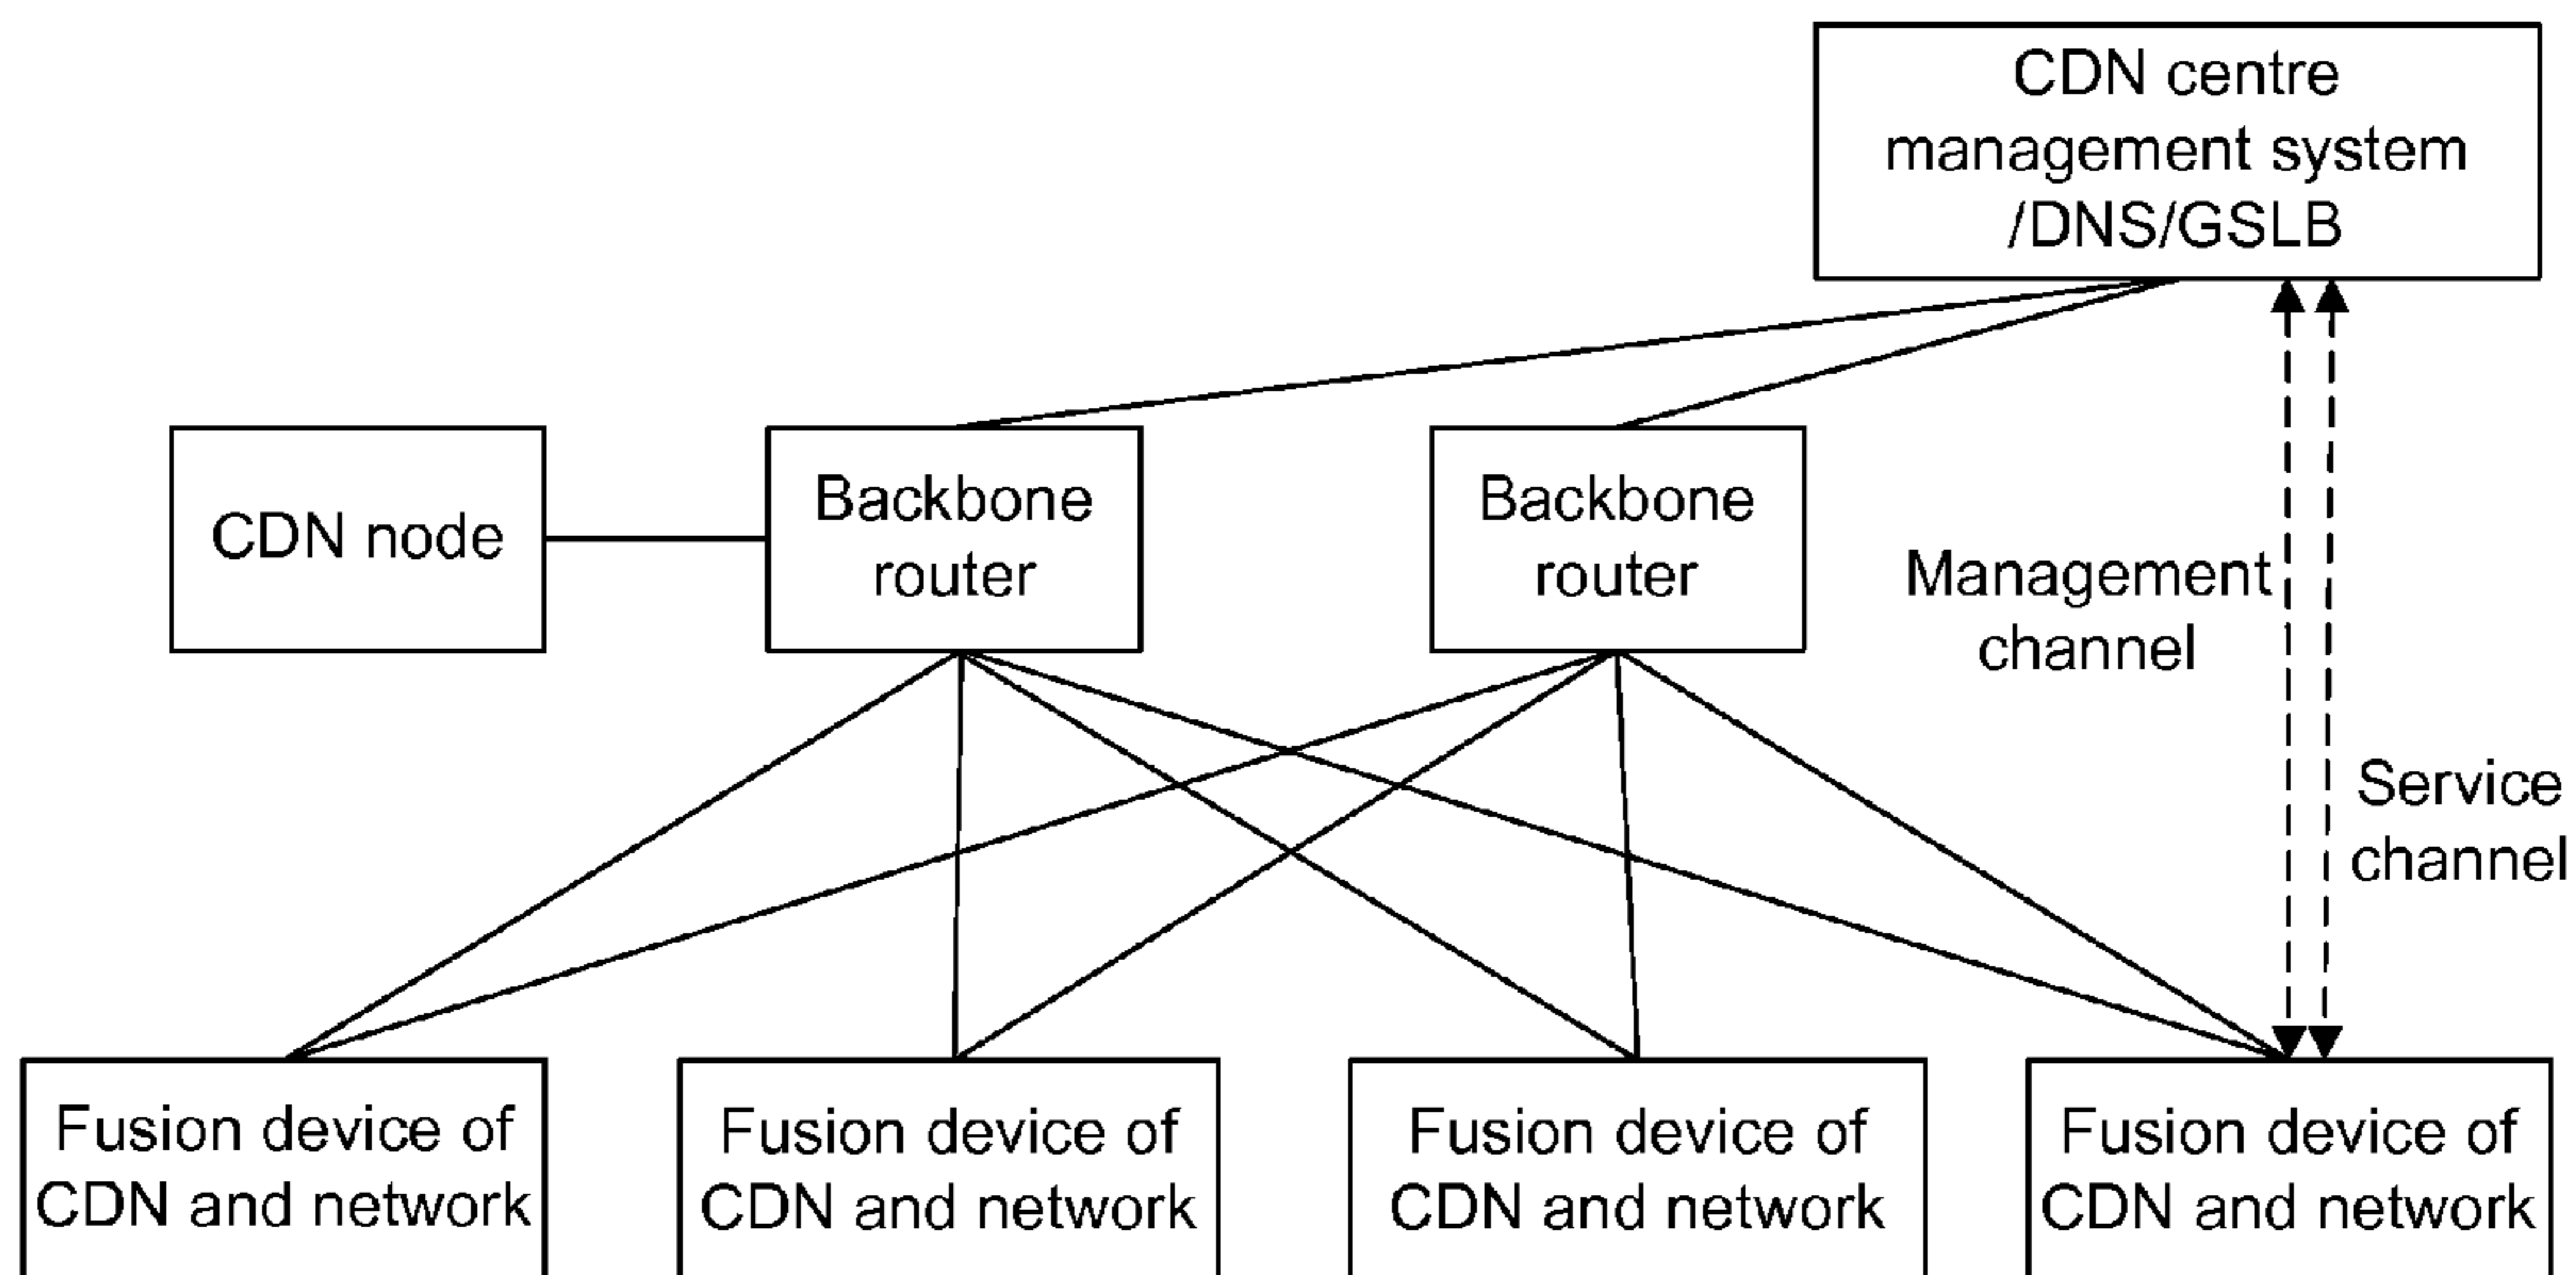 CDN centre
management system
/DNS/GSLB
CDN node
Backbone
router
Backbone
router
Management
channel
Service
channel
Fusion device of
CDN and network
Fusion device of
CDN and network
Fusion device of
CDN and network
Fusion device of
CDN and network